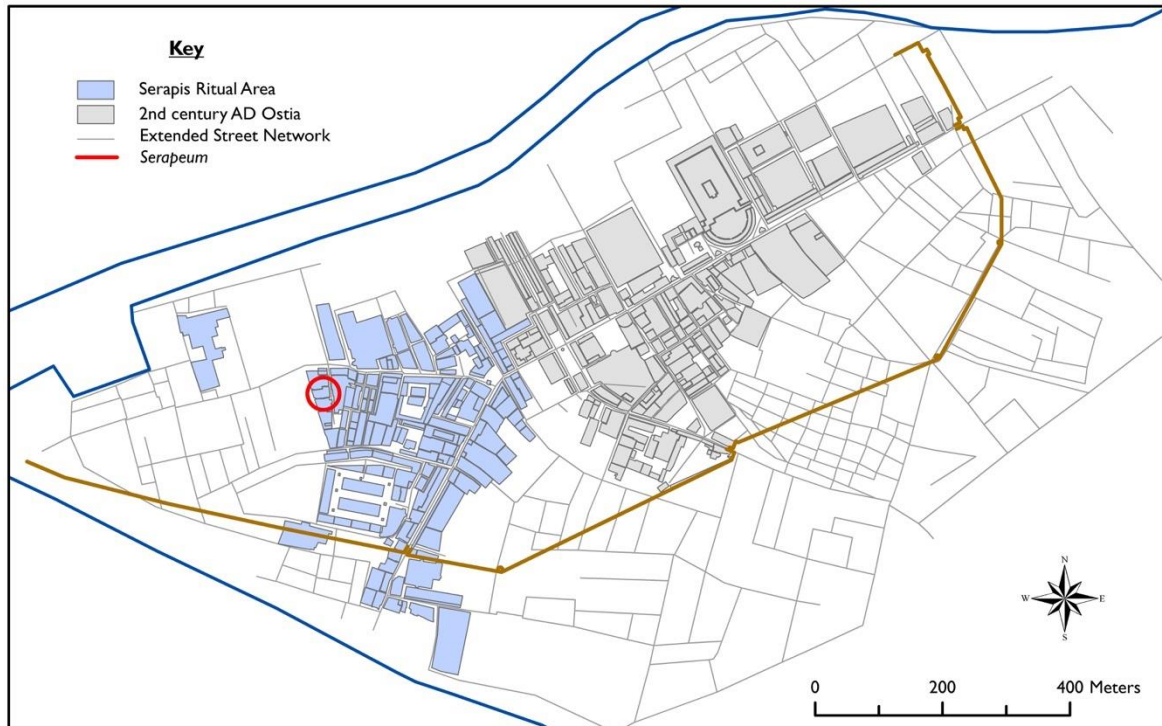 Key
Serapis Ritual Area
2nd century AD Ostia
Extended Street Network
Serapeum
N
W E
S
0 200 400 Meters